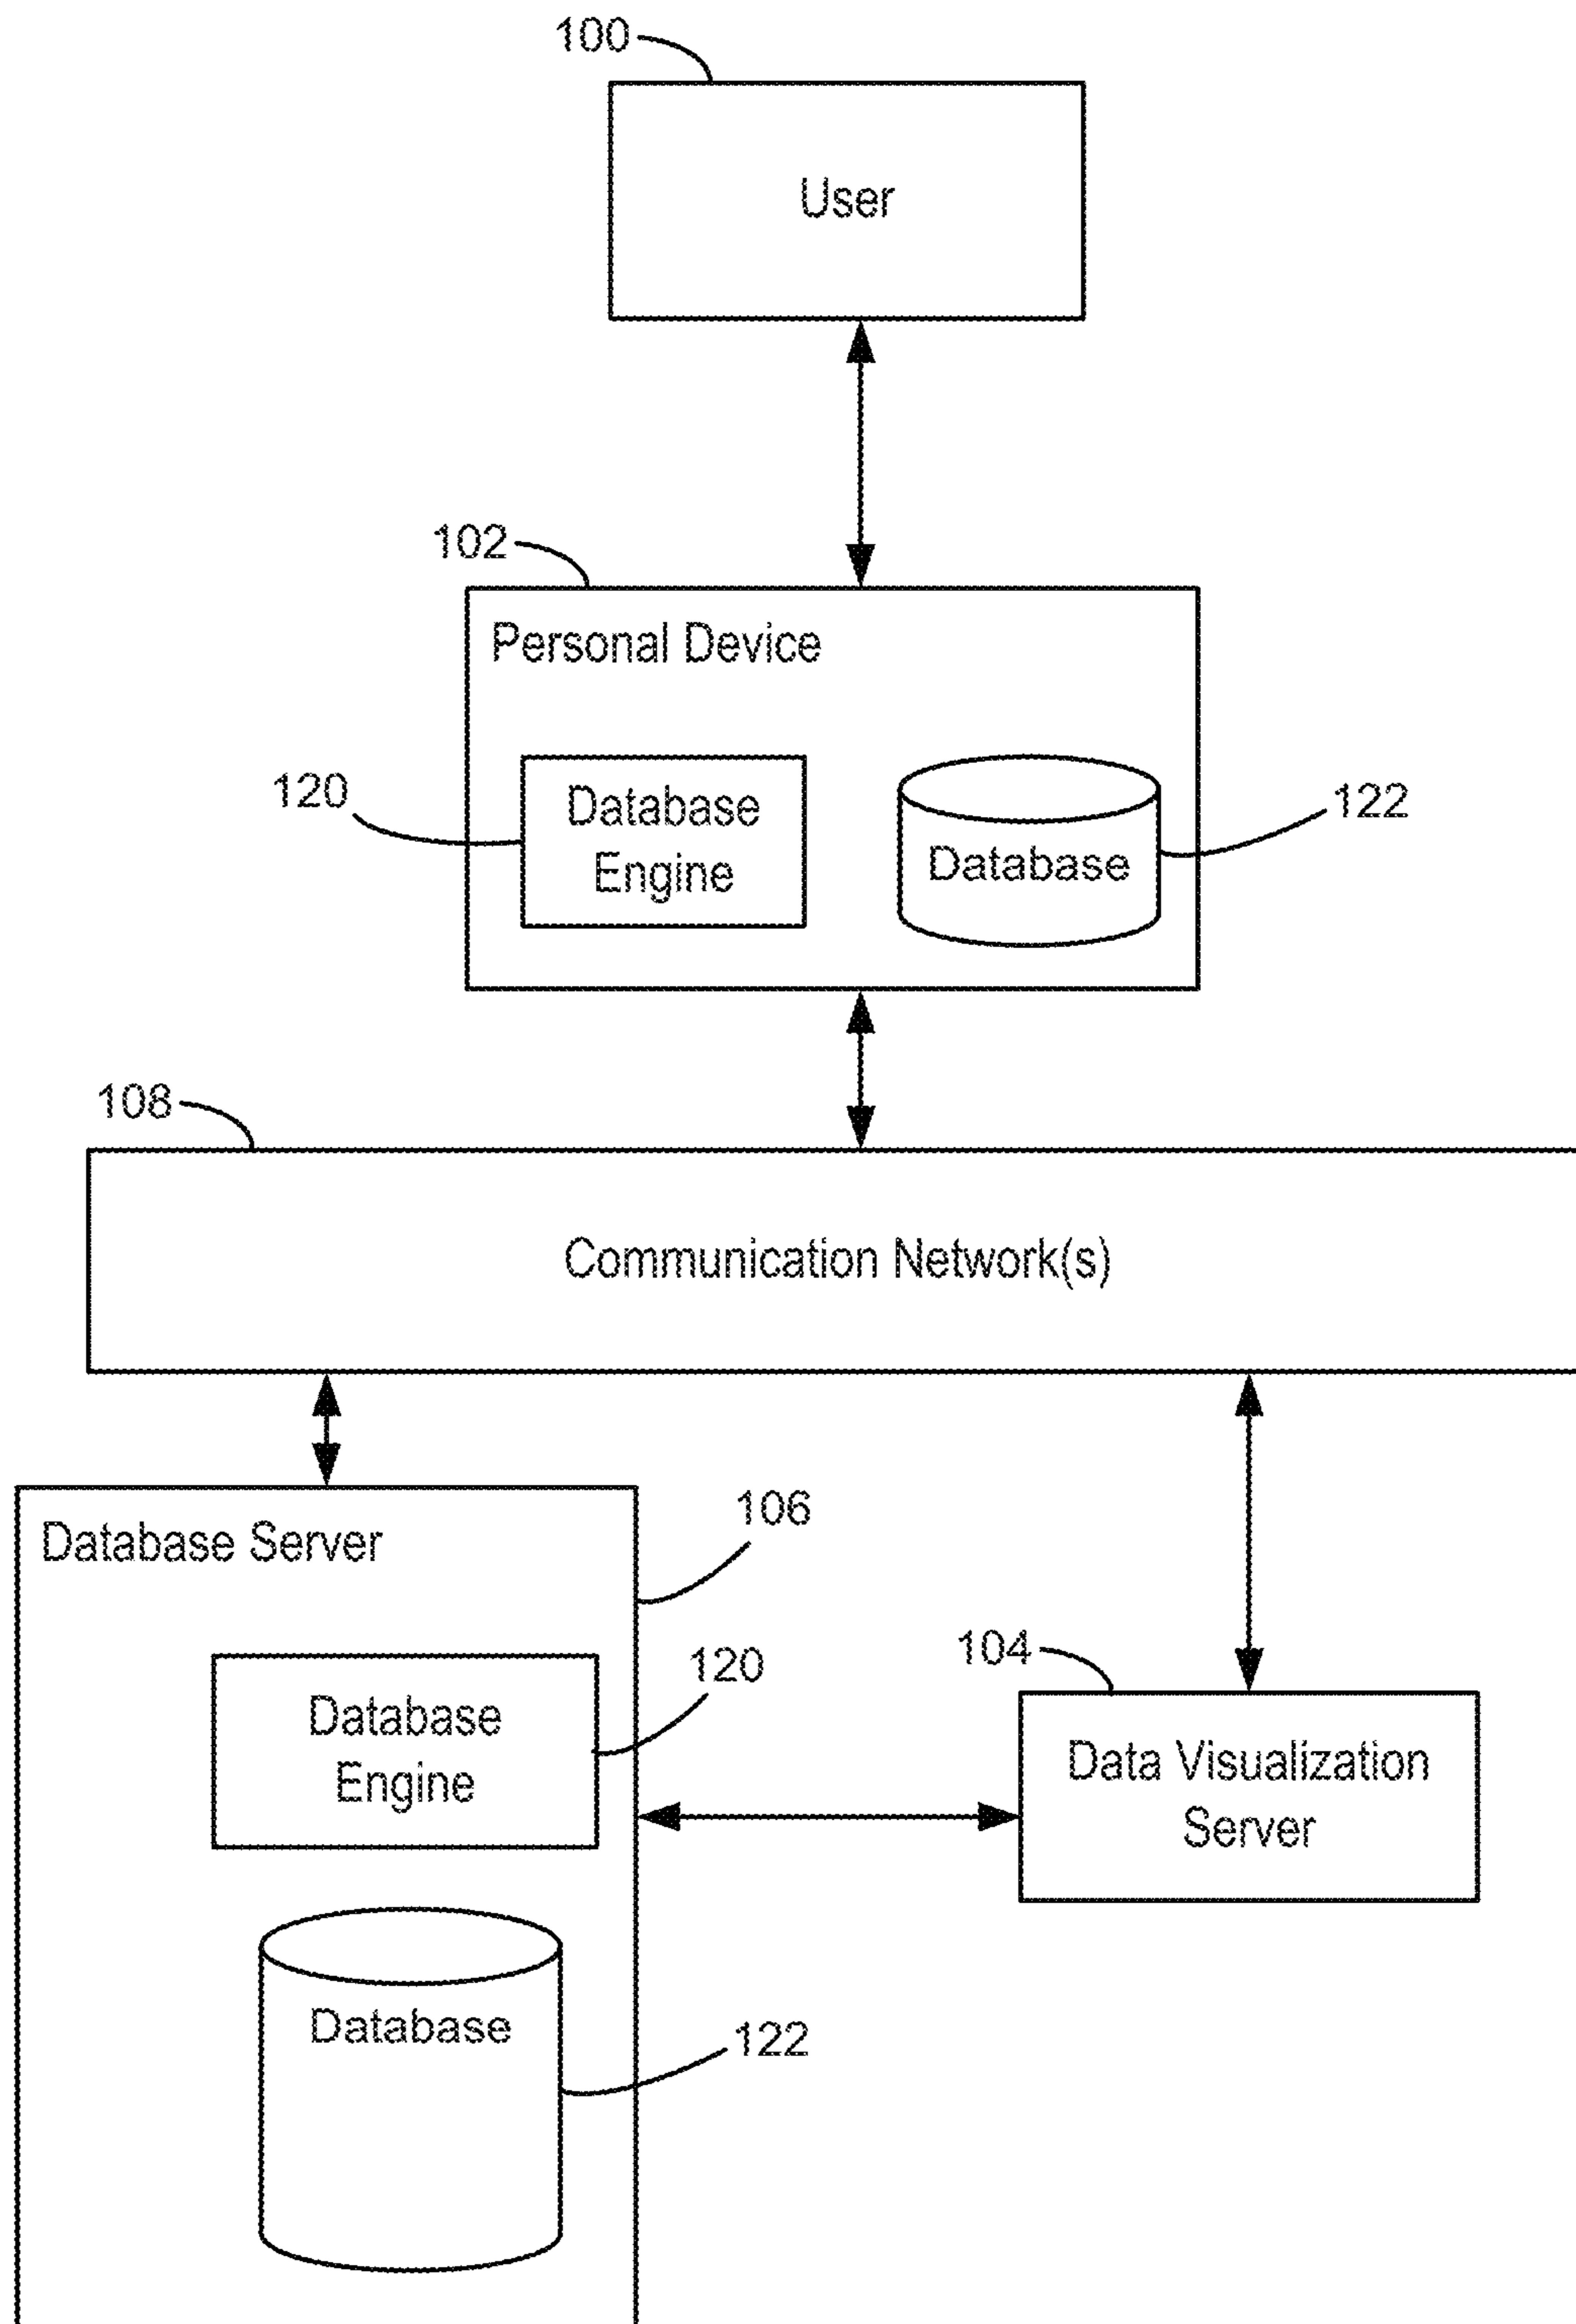 100
User
102
Personal Device
120
Database
Engine
Database
122
108
Communication Network(s)
Database Server
106
120
Database
Engine
104
Data Visualization
Server
Database
122